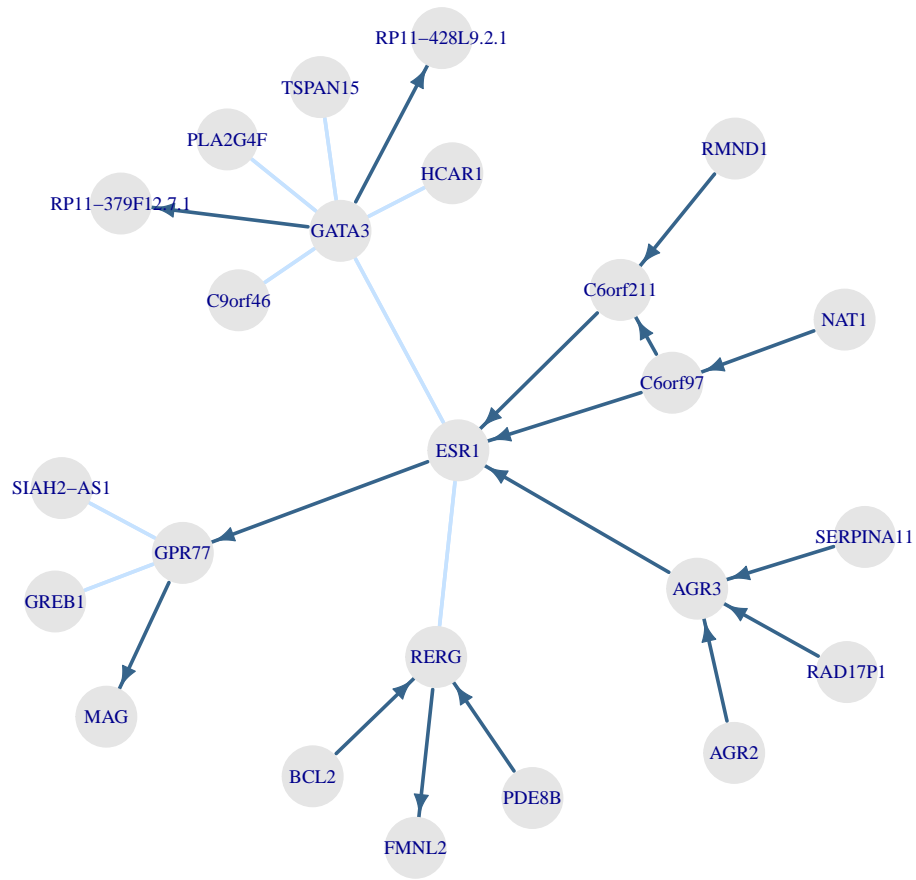 RP11−428L9.2.1
TSPAN15
PLA2G4F
RMND1
HCAR1
RP11−379F12.7.1
GATA3
C6orf211
C9orf46
NAT1
C6orf97
ESR1
SIAH2−AS1
SERPINA11
GPR77
AGR3
GREB1
RERG
RAD17P1
MAG
AGR2
BCL2
PDE8B
FMNL2